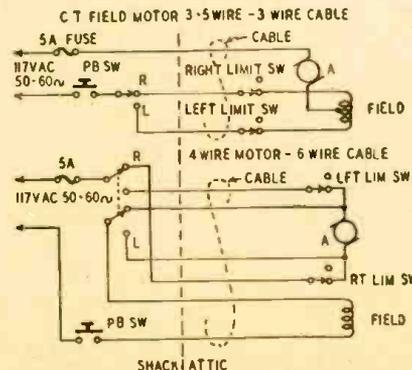 C T FIELD MOTOR 3-5 WIRE - 3 WIRE CABLE
5A FUSE
CABLE
117VAC
50-60~
PB SW
R
RIGHT LIMIT SW
A
L
LEFT LIMIT SW
FIELD
4 WIRE MOTOR - 6 WIRE CABLE
5A
R
CABLE
LFT LIM SW
117VAC 50-60~
A
L
RT LIM SW
PB SW
FIELD
SHACK ATTIC